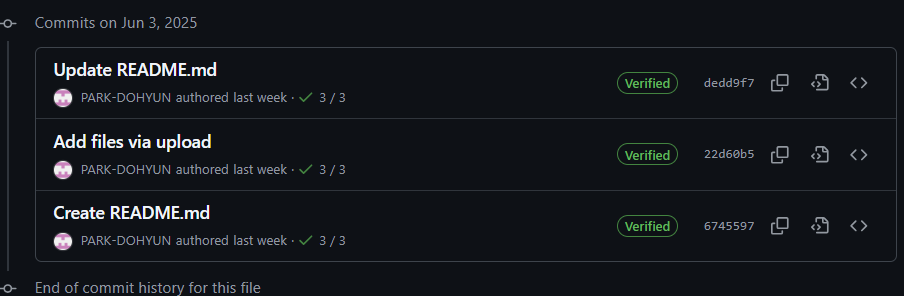 Commits on Jun 3, 2025
Update README.md
PARK-DOHYUN authored last week · 3 / 3
Verified
dedd9f7
Add files via upload
PARK-DOHYUN authored last week · 3 / 3
Verified
22d60b5
Create README.md
PARK-DOHYUN authored last week · 3 / 3
Verified
6745597
End of commit history for this file